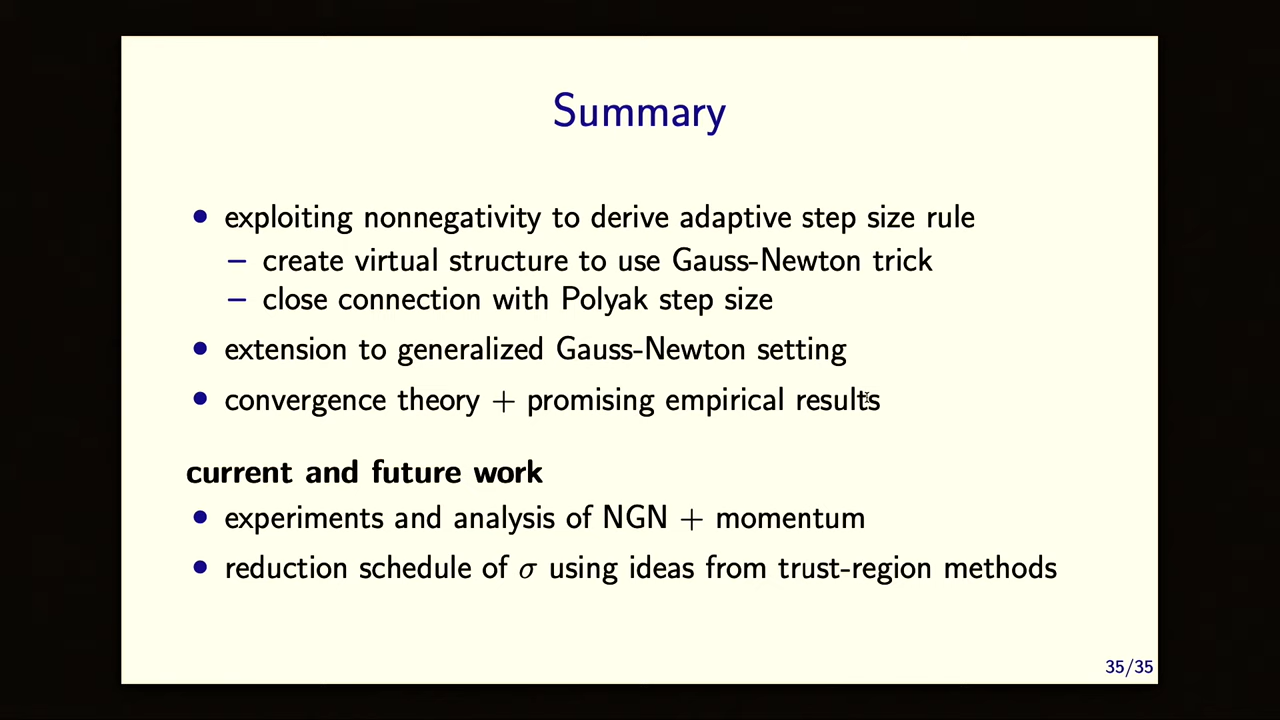 Summary
• exploiting nonnegativity to derive adaptive step size rule
– create virtual structure to use Gauss-Newton trick
– close connection with Polyak step size
• extension to generalized Gauss-Newton setting
• convergence theory + promising empirical results
current and future work
• experiments and analysis of NGN + momentum
• reduction schedule of σ using ideas from trust-region methods
35/35